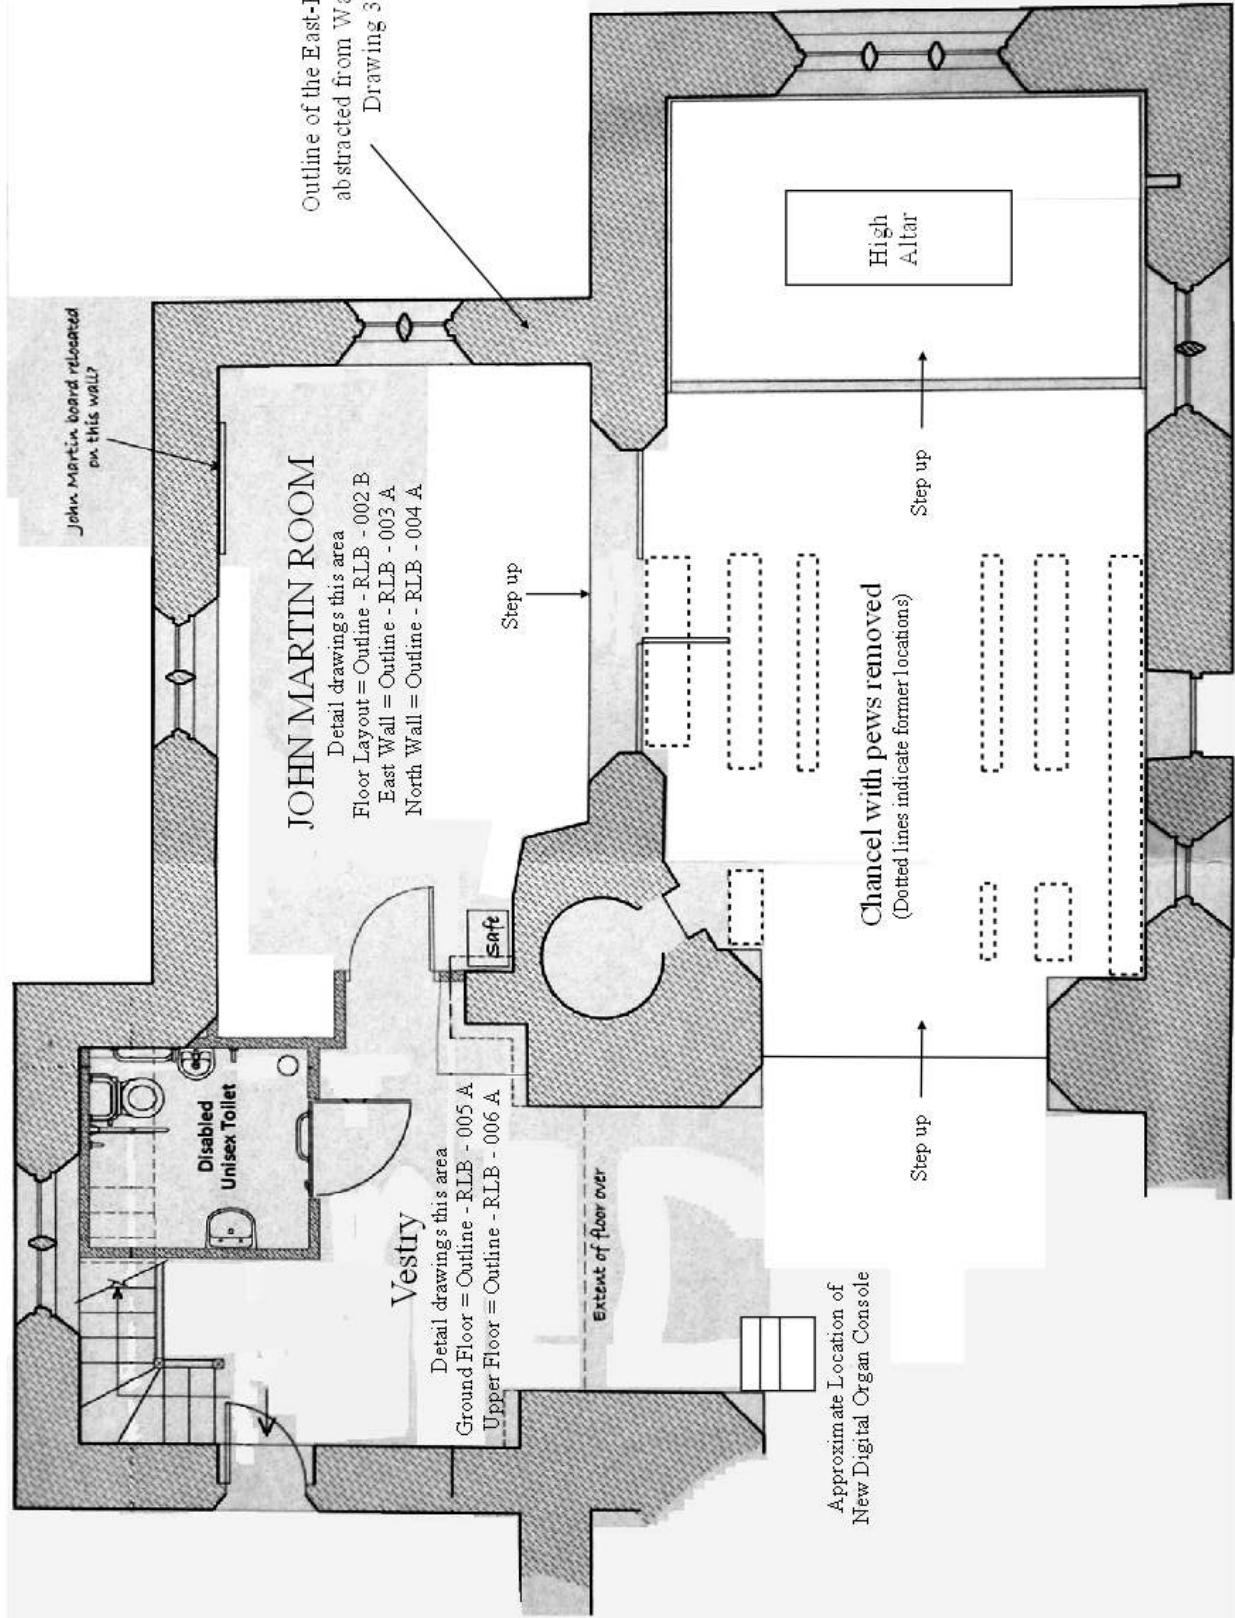 Outline of the East-
abstracted from
Drawing 3
John Martin board relocated
on this wall?
JOHN MARTIN ROOM
Detail drawings this area
Floor Layout = Outline - RLB - 002 B
East Wall = Outline - RLB - 003 A
North Wall = Outline - RLB - 004 A
Step up
High
Altar
Step up
Safe
Disabled
Unisex Toilet
Vestry
Detail drawings this area
Ground Floor = Outline - RLB - 005 A
Upper Floor = Outline - RLB - 006 A
Extent of floor over
Chancel with pews removed
(Dotted lines indicate former locations)
Step up
Approximate Location of
New Digital Organ Console